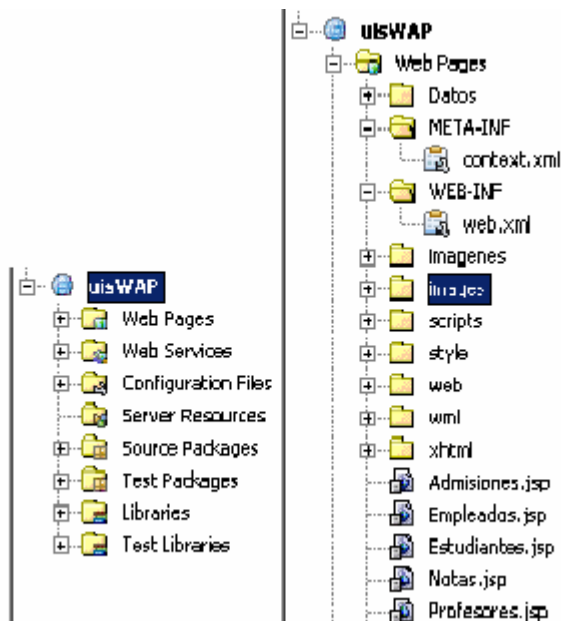 uisWAP
Web Pages
Web Services
Configuration Files
Server Resources
Source Packages
Test Packages
Libraries
Test Libraries
uisWAP
Web Pages
Datos
META-INF
context.xml
WEB-INF
web.xml
Imagenes
images
scripts
style
web
wml
xhtml
Admisiones.jsp
Empleados.jsp
Estudiantes.jsp
Notas.jsp
Profesores.jsp